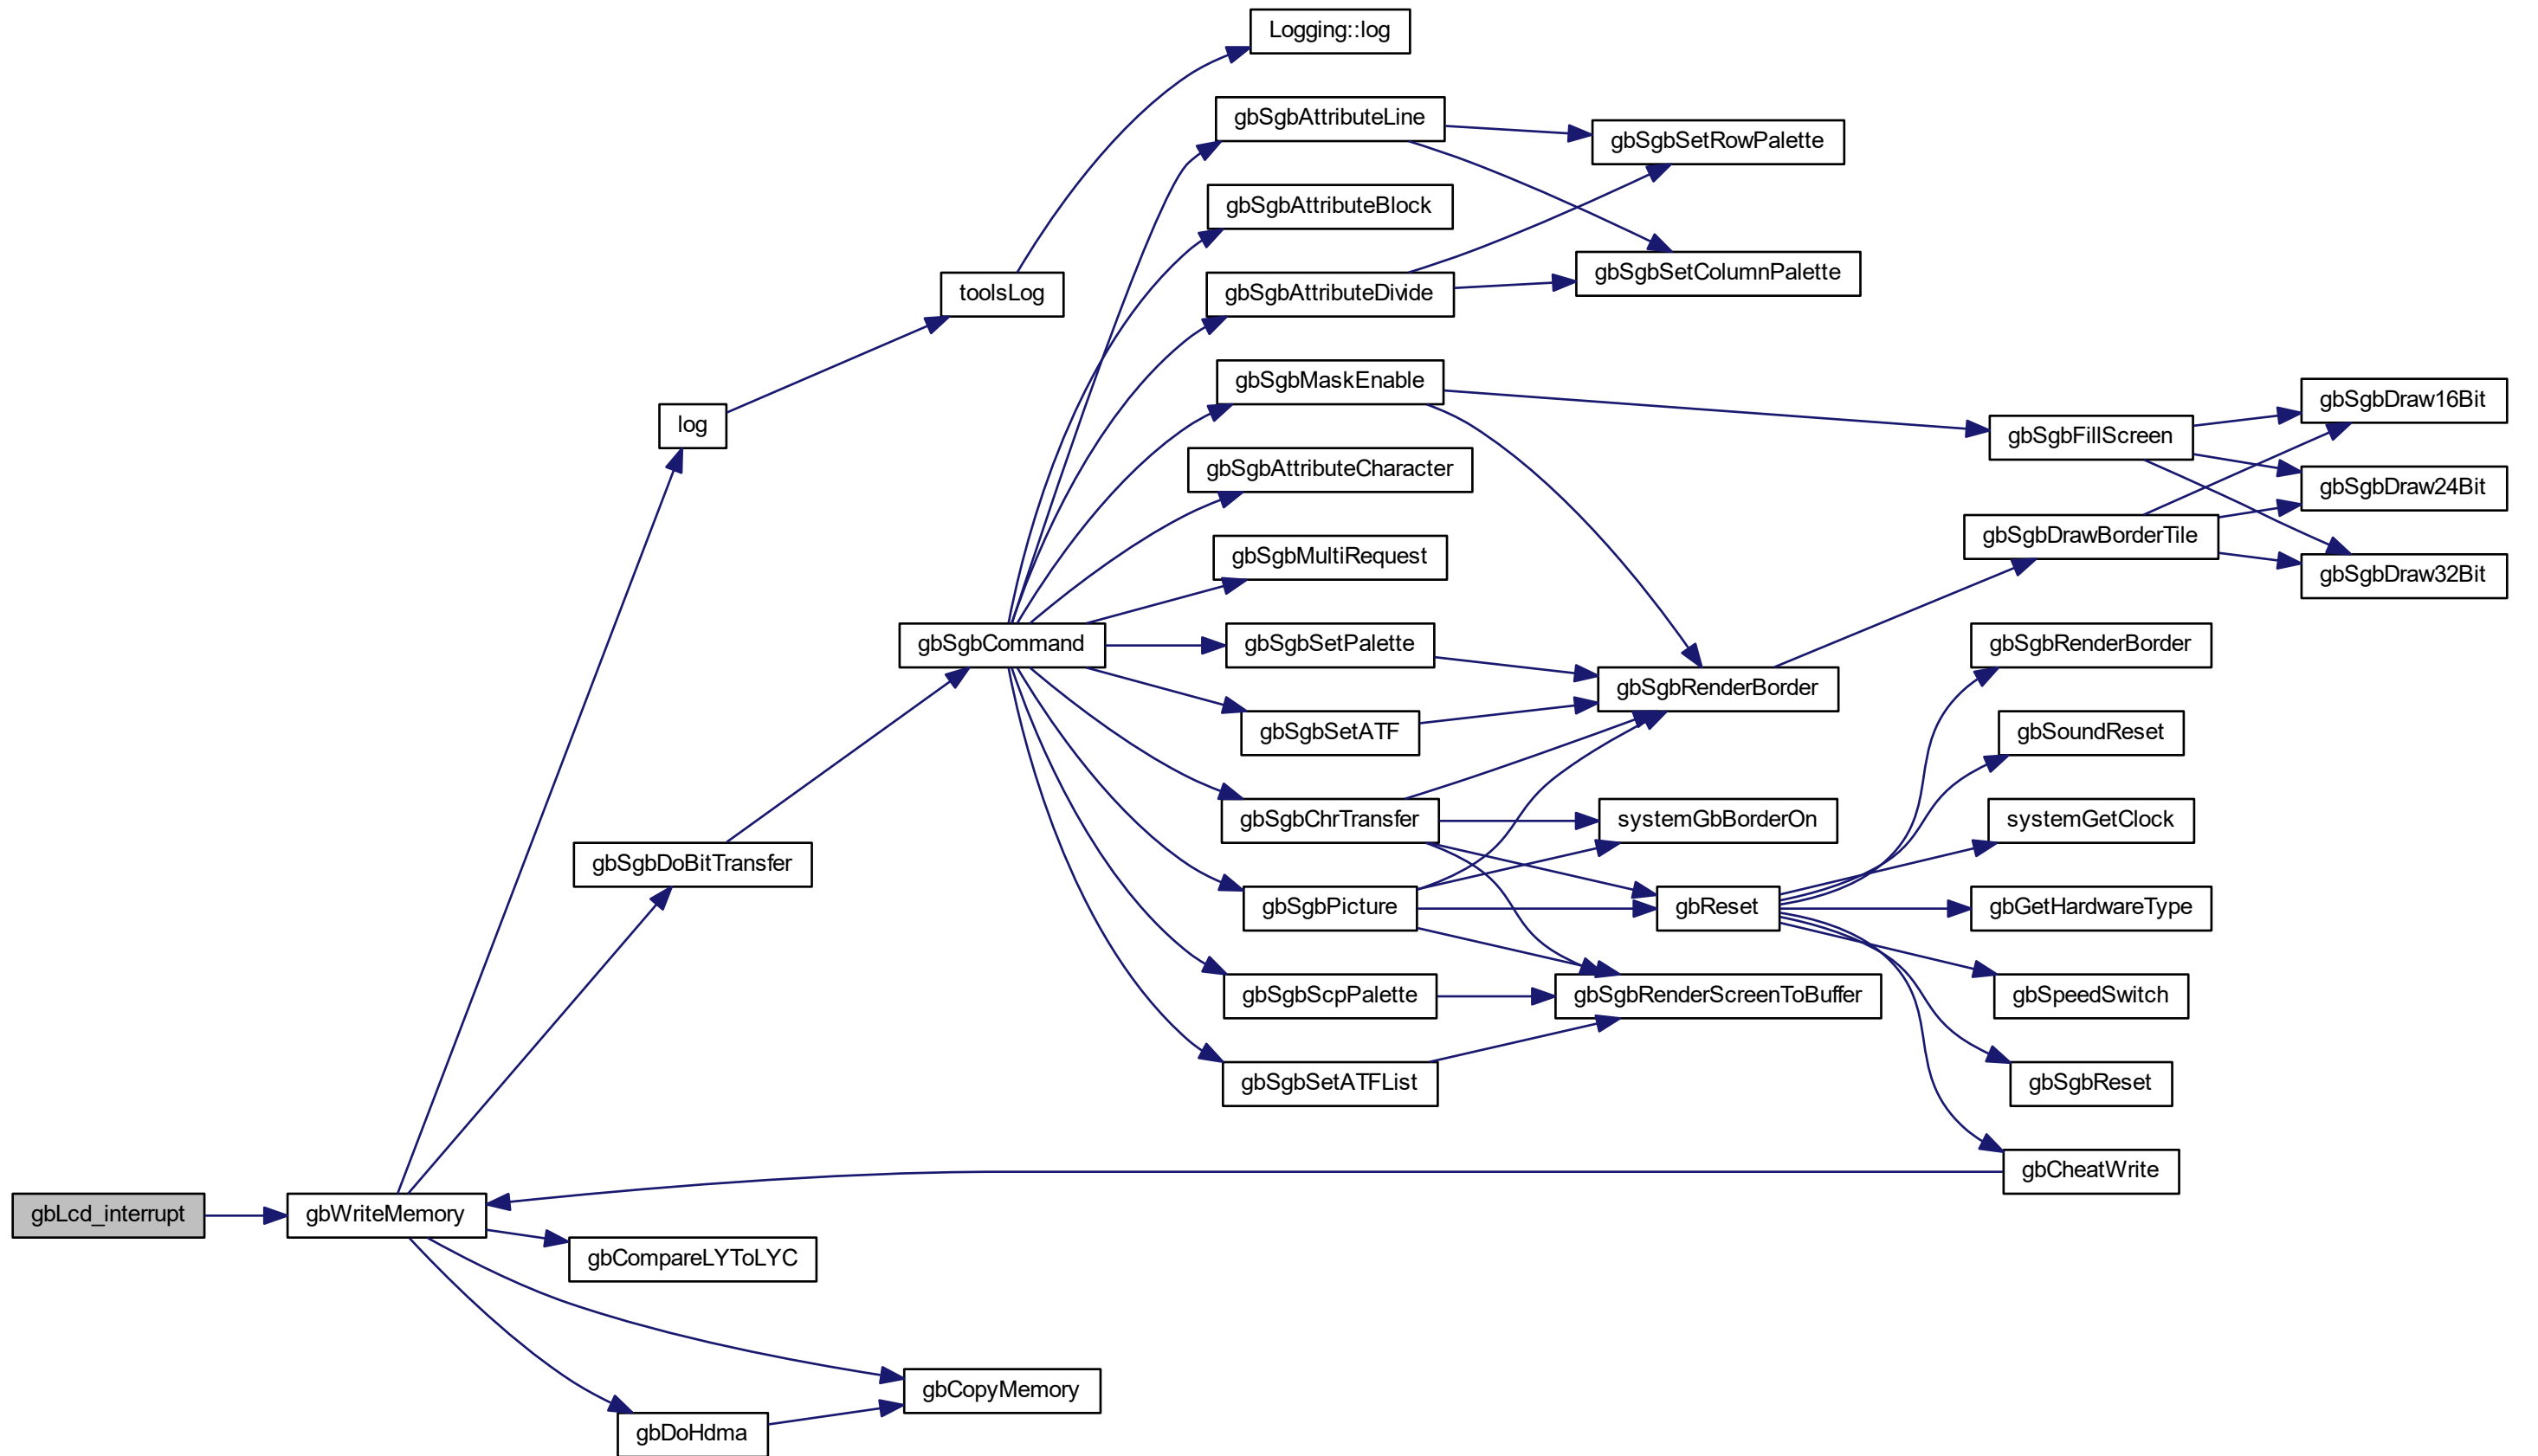 Logging::log
gbSgbAttributeLine
gbSgbSetRowPalette
gbSgbAttributeBlock
gbSgbSetColumnPalette
toolsLog
gbSgbAttributeDivide
gbSgbMaskEnable
gbSgbDraw16Bit
log
gbSgbFillScreen
gbSgbAttributeCharacter
gbSgbDraw24Bit
gbSgbDrawBorderTile
gbSgbMultiRequest
gbSgbDraw32Bit
gbSgbCommand
gbSgbSetPalette
gbSgbRenderBorder
gbSgbRenderBorder
gbSgbSetATF
gbSoundReset
gbSgbChrTransfer
systemGbBorderOn
systemGetClock
gbSgbDoBitTransfer
gbSgbPicture
gbReset
gbGetHardwareType
gbSgbScpPalette
gbSgbRenderScreenToBuffer
gbSpeedSwitch
gbSgbSetATFList
gbSgbReset
gbCheatWrite
gbLcd_interrupt
gbWriteMemory
gbCompareLYToLYC
gbCopyMemory
gbDoHdma